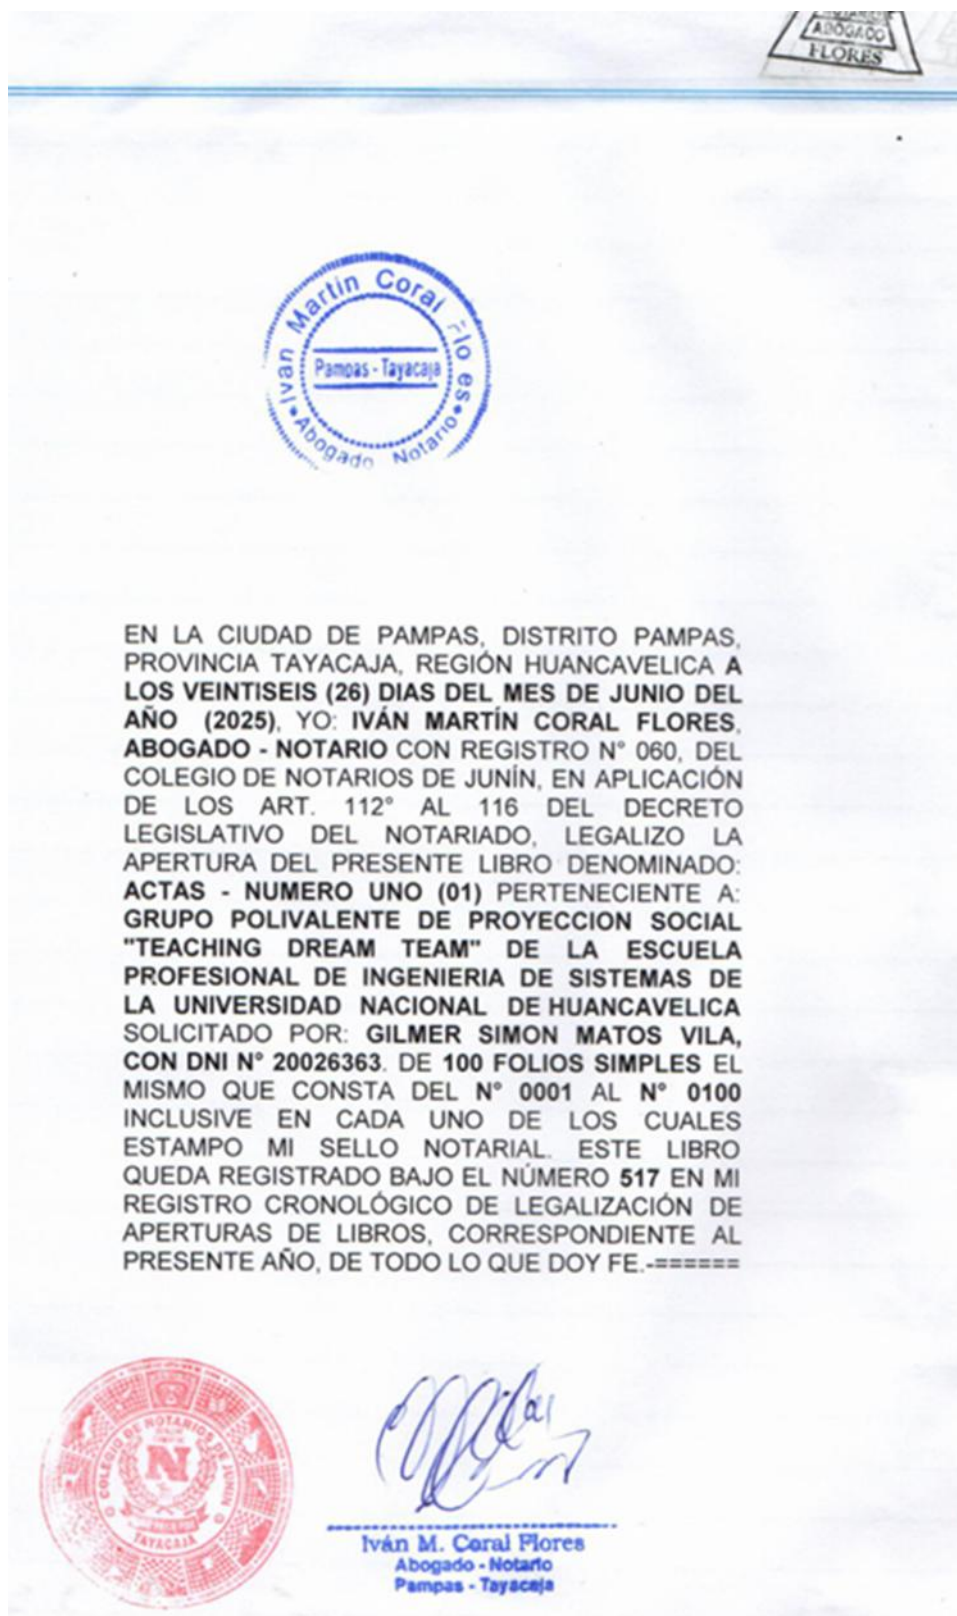 ABOGADO
FLORES
Ivan Martin Coral Flo es
Pampas - Tayacaja
Abogado Notario
EN LA CIUDAD DE PAMPAS, DISTRITO PAMPAS,
PROVINCIA TAYACAJA, REGIÓN HUANCAVELICA A
LOS VEINTISEIS (26) DIAS DEL MES DE JUNIO DEL
AÑO (2025), YO: IVÁN MARTÍN CORAL FLORES,
ABOGADO - NOTARIO CON REGISTRO N° 060, DEL
COLEGIO DE NOTARIOS DE JUNÍN, EN APLICACIÓN
DE LOS ART. 112° AL 116 DEL DECRETO
LEGISLATIVO DEL NOTARIADO, LEGALIZO LA
APERTURA DEL PRESENTE LIBRO DENOMINADO:
ACTAS - NUMERO UNO (01) PERTENECIENTE A:
GRUPO POLIVALENTE DE PROYECCION SOCIAL
"TEACHING DREAM TEAM" DE LA ESCUELA
PROFESIONAL DE INGENIERIA DE SISTEMAS DE
LA UNIVERSIDAD NACIONAL DE HUANCAVELICA
SOLICITADO POR: GILMER SIMON MATOS VILA,
CON DNI N° 20026363. DE 100 FOLIOS SIMPLES EL
MISMO QUE CONSTA DEL N° 0001 AL N° 0100
INCLUSIVE EN CADA UNO DE LOS CUALES
ESTAMPO MI SELLO NOTARIAL. ESTE LIBRO
QUEDA REGISTRADO BAJO EL NÚMERO 517 EN MI
REGISTRO CRONOLÓGICO DE LEGALIZACIÓN DE
APERTURAS DE LIBROS, CORRESPONDIENTE AL
PRESENTE AÑO, DE TODO LO QUE DOY FE.-======
COLEGIO DE NOTARIOS DE JUNIN
N
TAYACAJA
Iván M. Coral Flores
Abogado - Notario
Pampas - Tayacaja